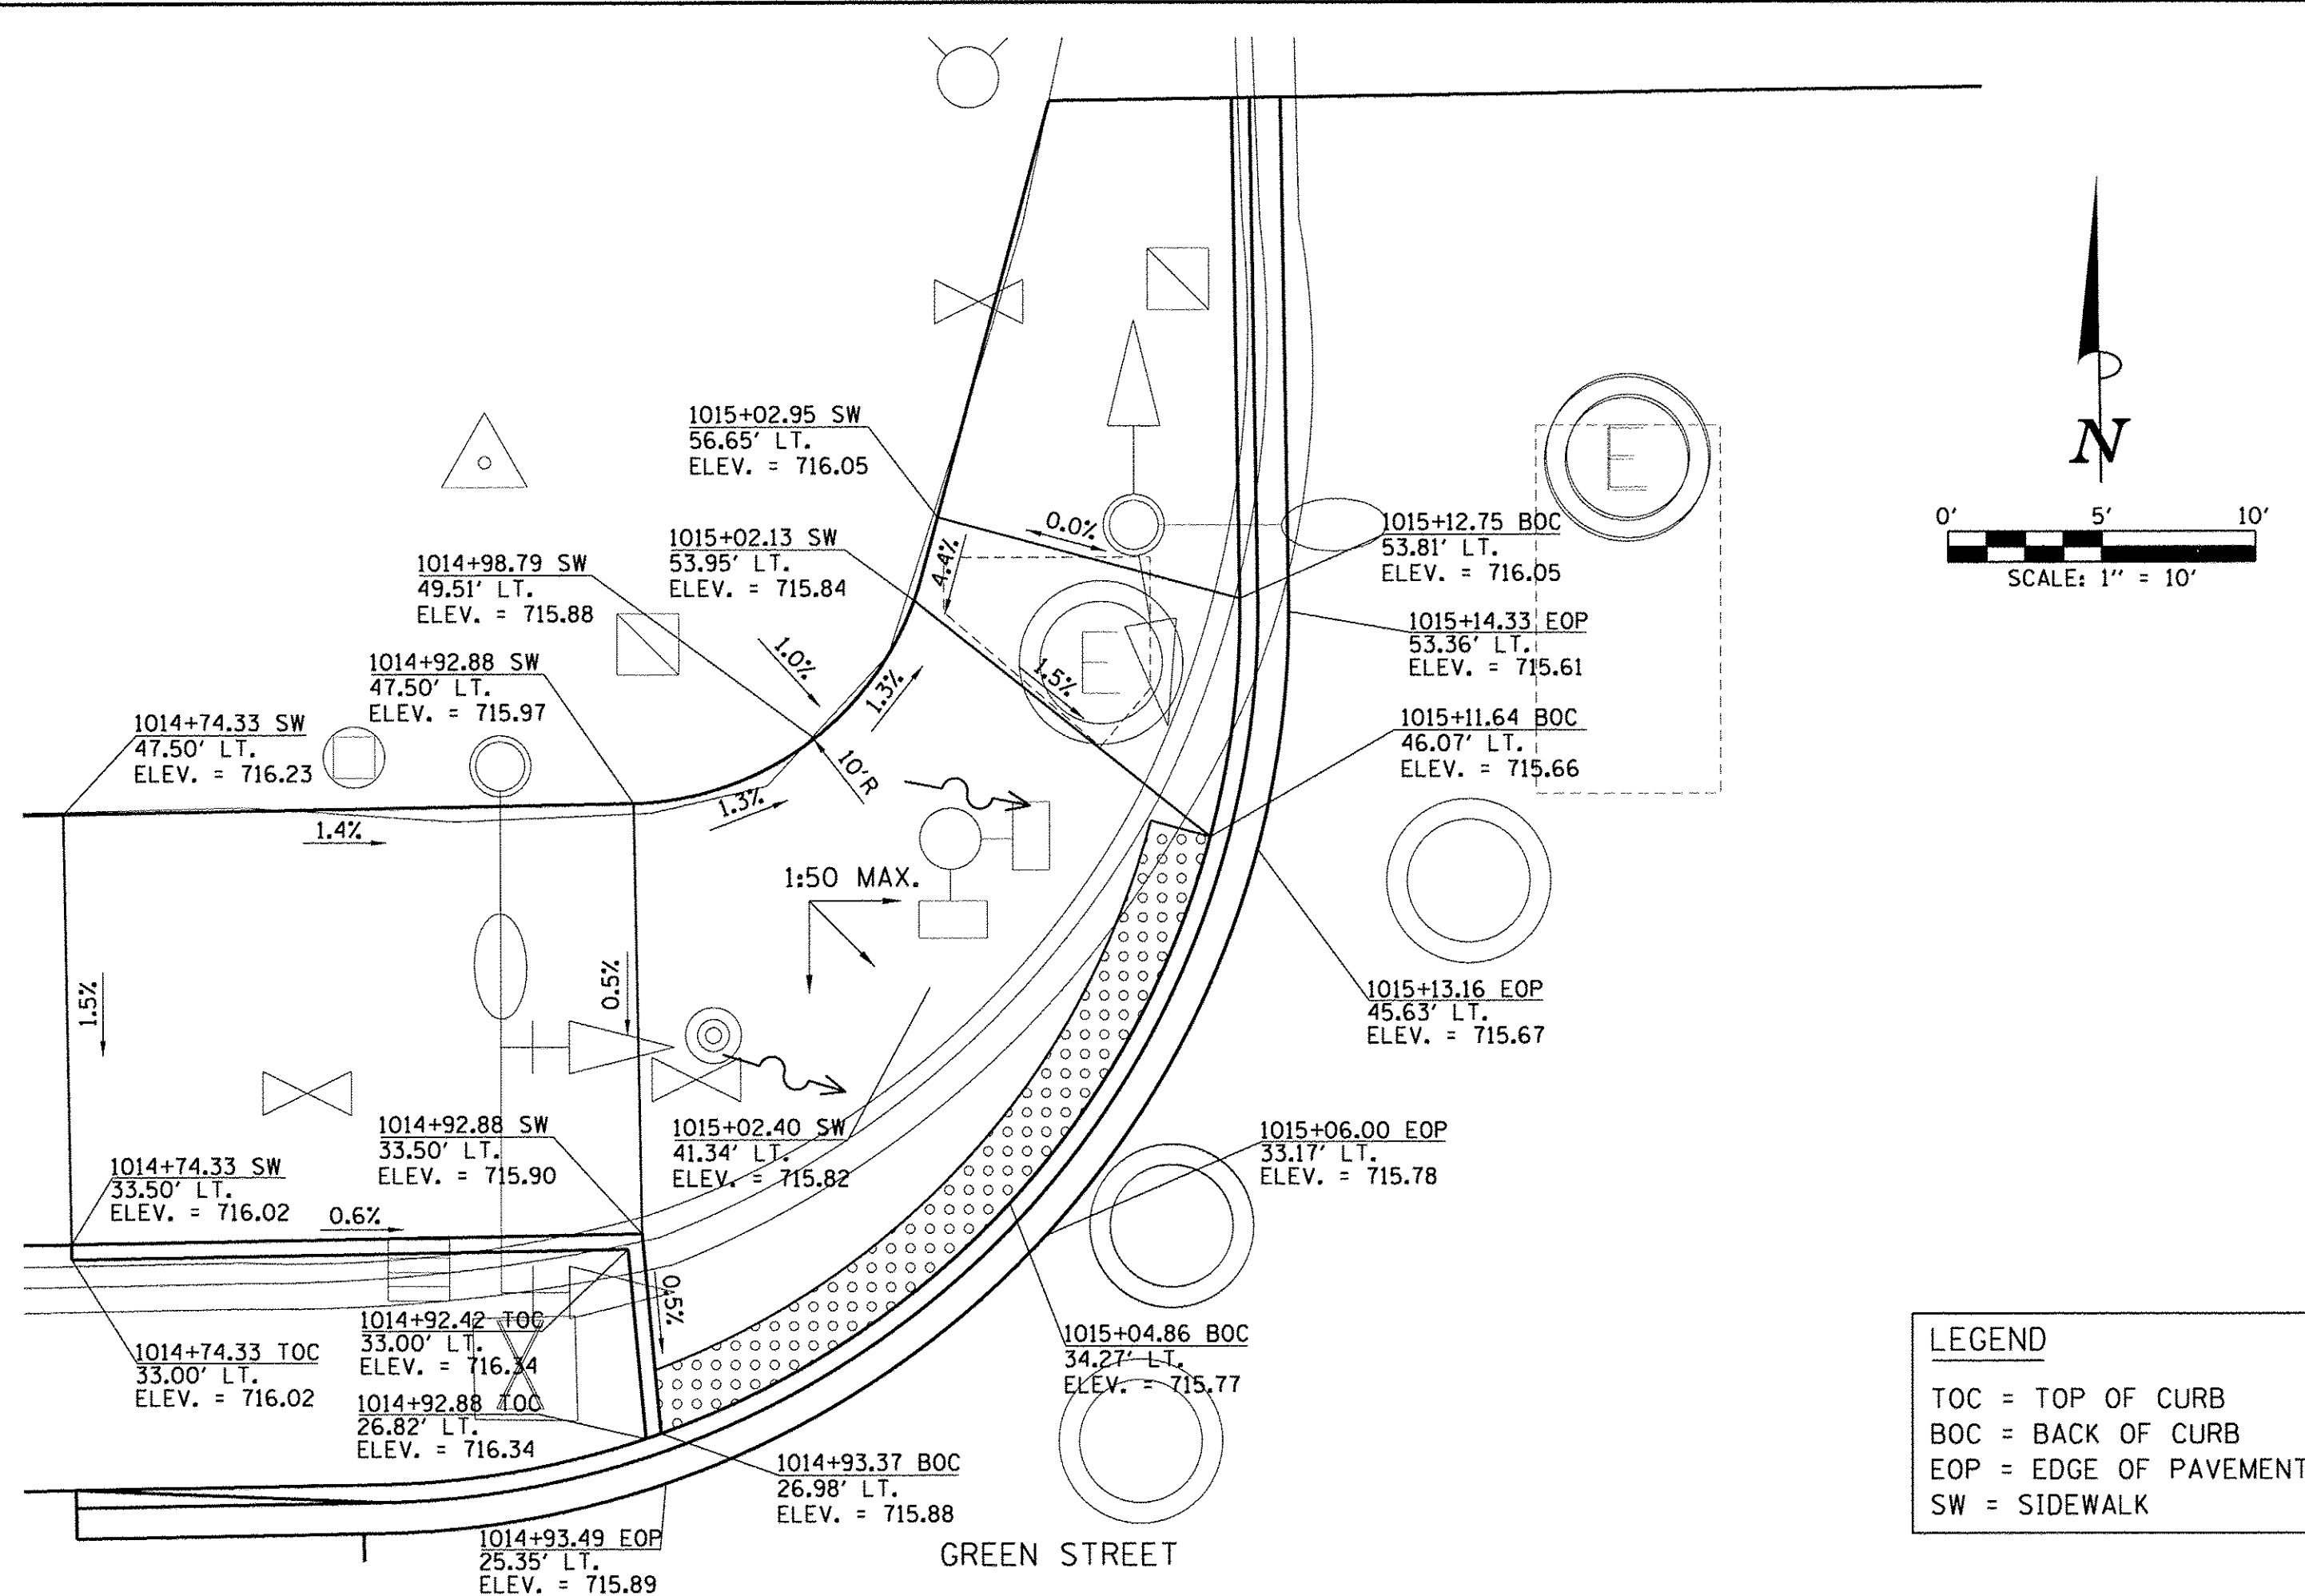 1015+02.95 SW
56.65' LT.
ELEV. = 716.05
1015+02.13 SW
53.95' LT.
ELEV. = 715.84
1014+98.79 SW
49.51' LT.
ELEV. = 715.88
1014+92.88 SW
47.50' LT.
ELEV. = 715.97
1014+74.33 SW
47.50' LT.
ELEV. = 716.23
0.0%
4.4%
E
1.5%
1.0%
1.3%
10'R
1.3%
1.4%
E
N
0' 5' 10'
SCALE: 1" = 10'
1015+12.75 BOC
53.81' LT.
ELEV. = 716.05
1015+14.33 EOP
53.36' LT.
ELEV. = 715.61
1015+11.64 BOC
46.07' LT.
ELEV. = 715.66
1:50 MAX.
1.5%
0.5%
1015+13.16 EOP
45.63' LT.
ELEV. = 715.67
1014+92.88 SW
33.50' LT.
ELEV. = 715.90
1015+02.40 SW
41.34' LT.
ELEV. = 715.82
1015+06.00 EOP
33.17' LT.
ELEV. = 715.78
1014+74.33 SW
33.50' LT.
ELEV. = 716.02
0.6%
0.5%
1014+74.33 TOC
33.00' LT.
ELEV. = 716.02
1014+92.42 TOC
33.00' LT.
ELEV. = 716.34
1014+92.88 TOC
26.82' LT.
ELEV. = 716.34
1015+04.86 BOC
34.27' LT.
ELEV. = 715.77
1014+93.37 BOC
26.98' LT.
ELEV. = 715.88
1014+93.49 EOP
25.35' LT.
ELEV. = 715.89
GREEN STREET
LEGEND
TOC = TOP OF CURB
BOC = BACK OF CURB
EOP = EDGE OF PAVEMENT
SW = SIDEWALK